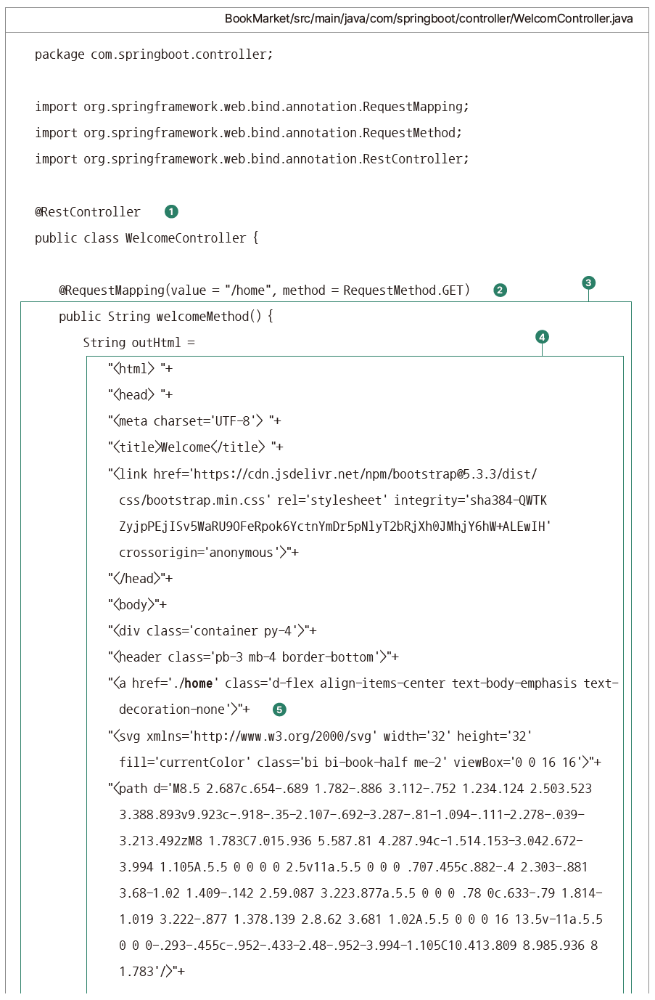 BookMarket/src/main/java/com/springboot/controller/WelcomController.java
package com.springboot.controller;
import org.springframework.web.bind.annotation.RequestMapping;
import org.springframework.web.bind.annotation.RequestMethod;
import org.springframework.web.bind.annotation.RestController;
@RestController 1
public class WelcomeController {
@RequestMapping(value = "/home", method = RequestMethod.GET) 2 3
public String welcomeMethod() {
String outHtml = 4
"<html> "+
"<head> "+
"<meta charset='UTF-8'> "+
"<title>Welcome</title> "+
"<link href='https://cdn.jsdelivr.net/npm/bootstrap@5.3.3/dist/
css/bootstrap.min.css' rel='stylesheet' integrity='sha384-QWTK
ZyjpPEjISv5WaRU9OFeRpok6YctnYmDr5pNlyT2bRjXh0JMhjY6hW+ALEwIH'
crossorigin='anonymous'>"+
"</head>"+
"<body>"+
"<div class='container py-4'>"+
"<header class='pb-3 mb-4 border-bottom'>"+
"<a href='./home' class='d-flex align-items-center text-body-emphasis text-
decoration-none'>"+ 5
"<svg xmlns='http://www.w3.org/2000/svg' width='32' height='32'
fill='currentColor' class='bi bi-book-half me-2' viewBox='0 0 16 16'>"+
"<path d='M8.5 2.687c.654-.689 1.782-.886 3.112-.752 1.234.124 2.503.523
3.388.893v9.923c-.918-.35-2.107-.692-3.287-.81-1.094-.111-2.278-.039-
3.213.492zM8 1.783C7.015.936 5.587.81 4.287.94c-1.514.153-3.042.672-
3.994 1.105A.5.5 0 0 0 0 2.5v11a.5.5 0 0 0 .707.455c.882-.4 2.303-.881
3.68-1.02 1.409-.142 2.59.087 3.223.877a.5.5 0 0 0 .78 0c.633-.79 1.814-
1.019 3.222-.877 1.378.139 2.8.62 3.681 1.02A.5.5 0 0 0 16 13.5v-11a.5.5
0 0 0-.293-.455c-.952-.433-2.48-.952-3.994-1.105C10.413.809 8.985.936 8
1.783'/>"+